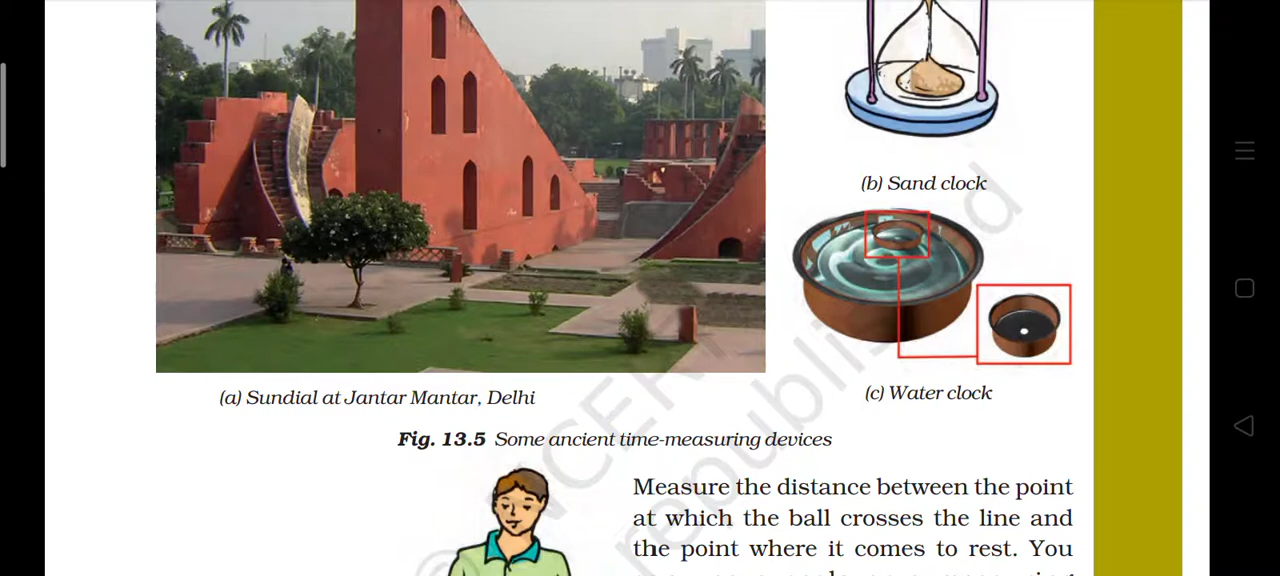 (b) Sand clock
(a) Sundial at Jantar Mantar, Delhi
(c) Water clock
Fig. 13.5 Some ancient time-measuring devices
Measure the distance between the point
at which the ball crosses the line and
the point where it comes to rest. You
© NCERT
republished